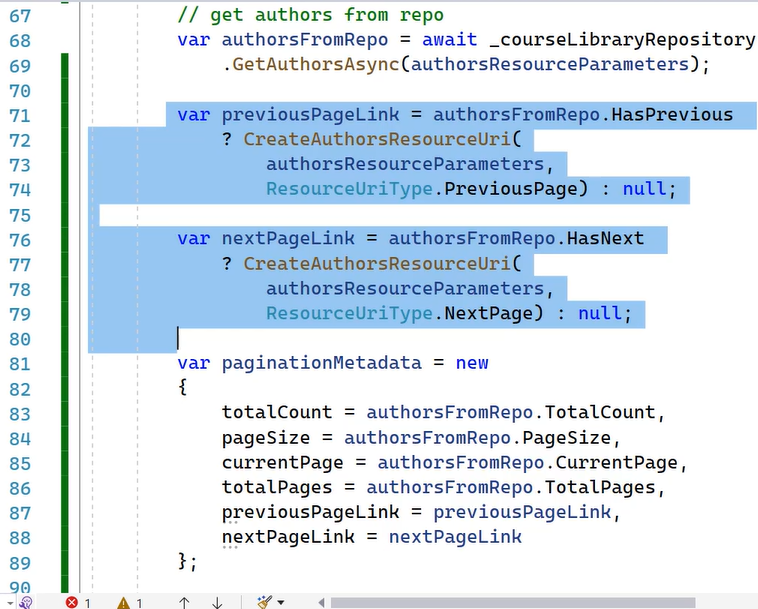 67 // get authors from repo
68 var authorsFromRepo = await _courseLibraryRepository
69 .GetAuthorsAsync(authorsResourceParameters);
70
71 var previousPageLink = authorsFromRepo.HasPrevious
72 ? CreateAuthorsResourceUri(
73 authorsResourceParameters,
74 ResourceUriType.PreviousPage) : null;
75
76 var nextPageLink = authorsFromRepo.HasNext
77 ? CreateAuthorsResourceUri(
78 authorsResourceParameters,
79 ResourceUriType.NextPage) : null;
80
81 var paginationMetadata = new
82 {
83 totalCount = authorsFromRepo.TotalCount,
84 pageSize = authorsFromRepo.PageSize,
85 currentPage = authorsFromRepo.CurrentPage,
86 totalPages = authorsFromRepo.TotalPages,
87 previousPageLink = previousPageLink,
88 nextPageLink = nextPageLink
89 };
90
1 1